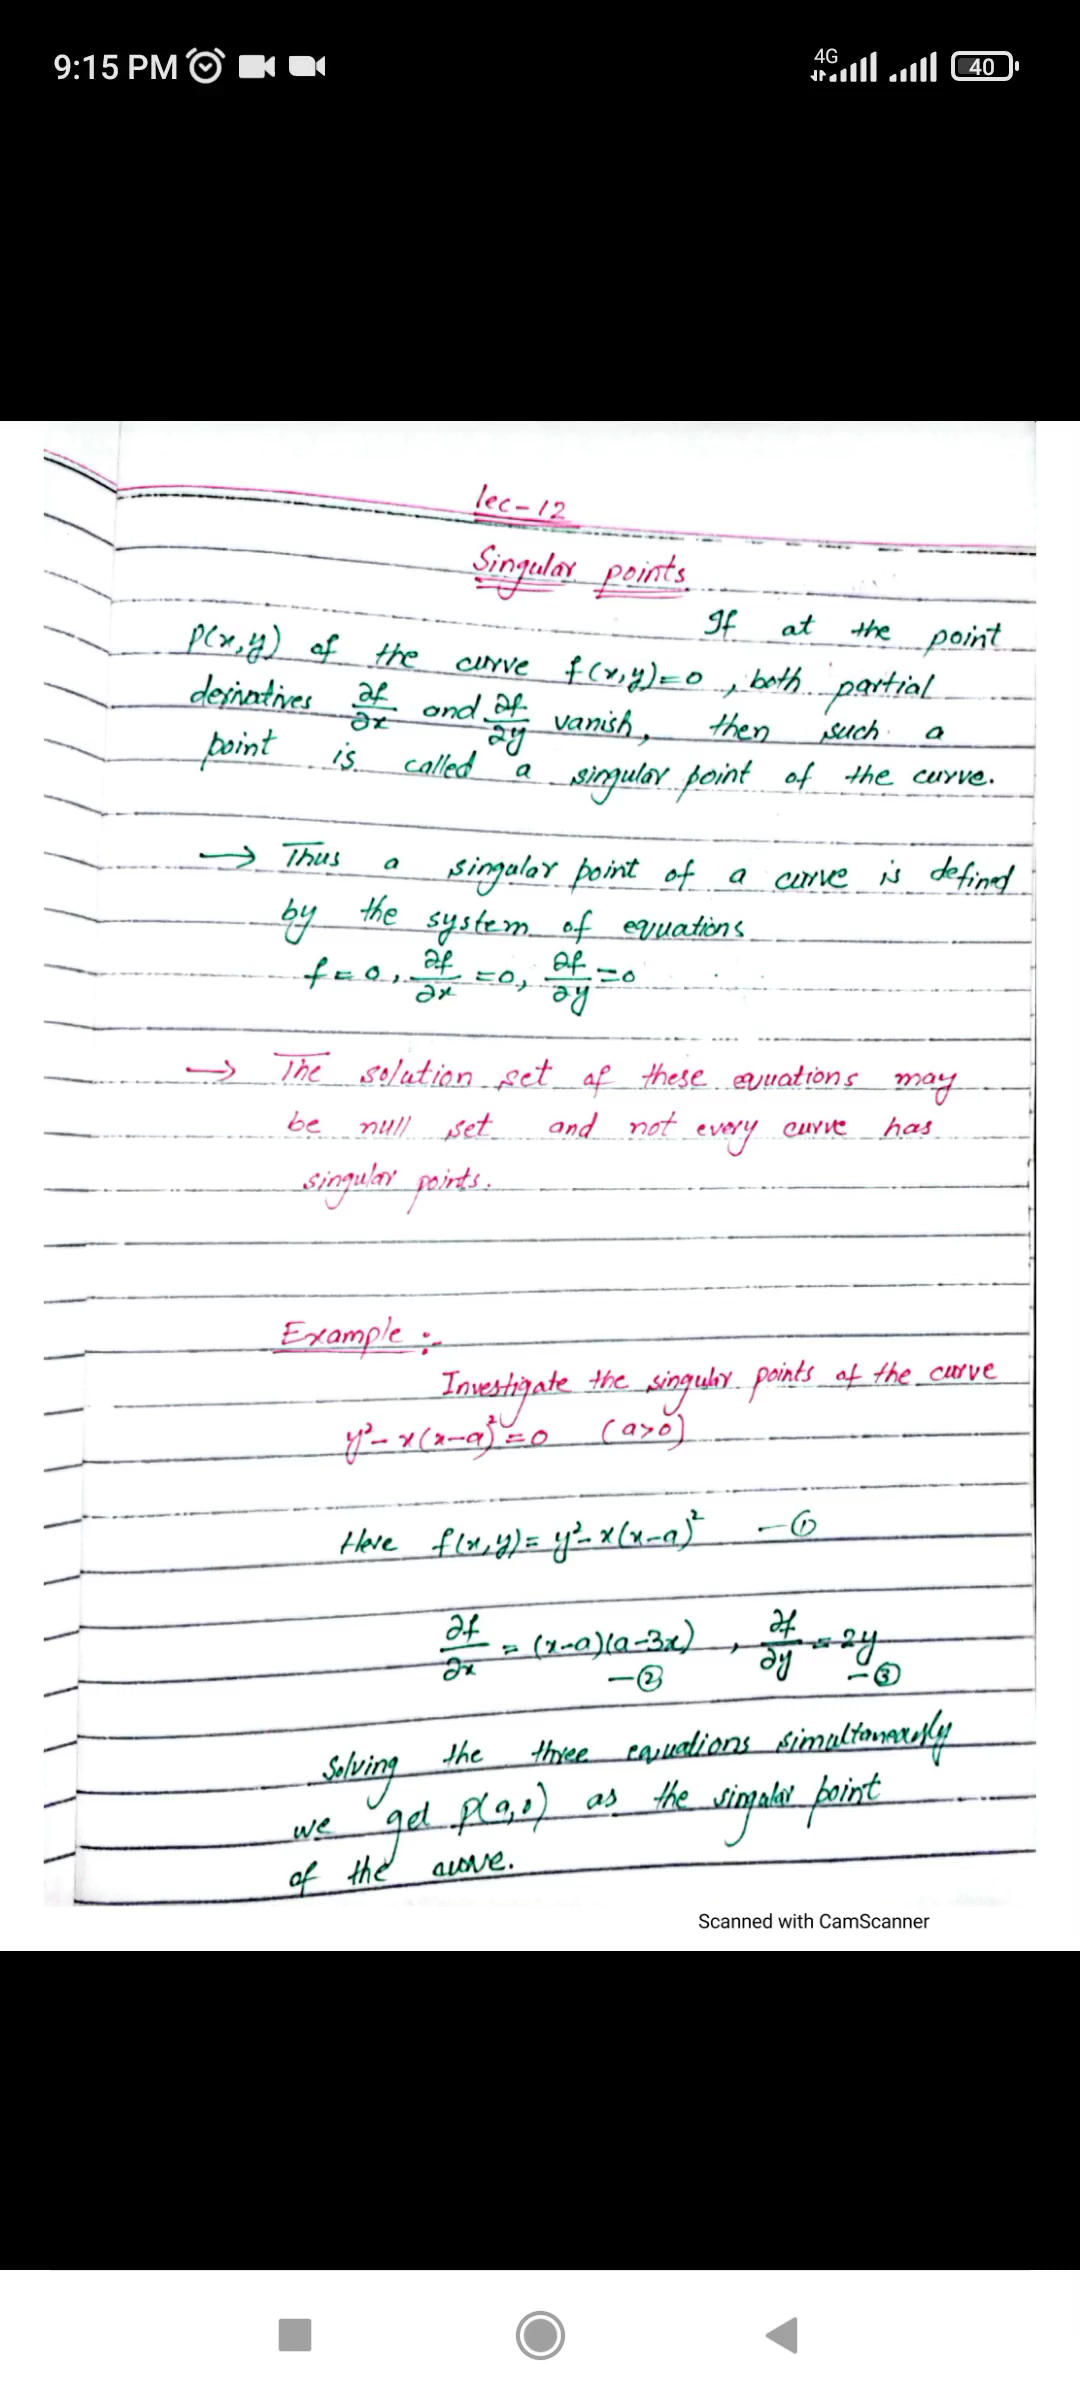 9:15 PM
4G
40
lec-12
Singular points
If at the point
P(x,y) of the curve f(x,y)=0, both partial
derivatives ∂f/∂x and ∂f/∂y vanish, then such a
point is called a singular point of the curve.
→ Thus a singular point of a curve is defined
by the system of equations
f=0, ∂f/∂x =0, ∂f/∂y =0
→ The solution set of these equations may
be null set and not every curve has
singular points.
Example :-
Investigate the singular points of the curve
y²-x(x-a)²=0 (a>0)
Here f(x,y)= y²-x(x-a)² -①
∂f/∂x = (x-a)(a-3x) -②, ∂f/∂y = 2y -③
Solving the three equations simultaneously
we get P(a,0) as the singular point
of the curve.
Scanned with CamScanner